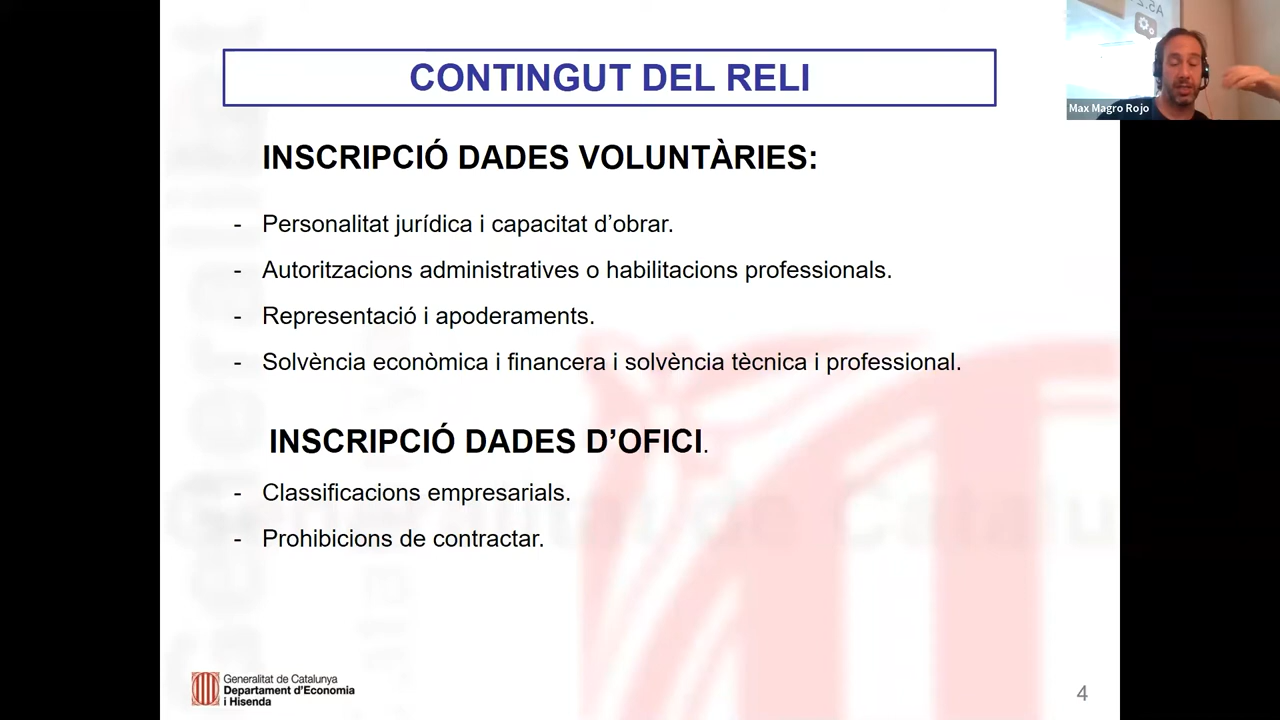 CONTINGUT DEL RELI
Max Magro Rojo
INSCRIPCIÓ DADES VOLUNTÀRIES:
- Personalitat jurídica i capacitat d’obrar.
- Autoritzacions administratives o habilitacions professionals.
- Representació i apoderaments.
- Solvència econòmica i financera i solvència tècnica i professional.
INSCRIPCIÓ DADES D’OFICI.
- Classificacions empresarials.
- Prohibicions de contractar.
Generalitat de Catalunya
Departament d’Economia
i Hisenda
4